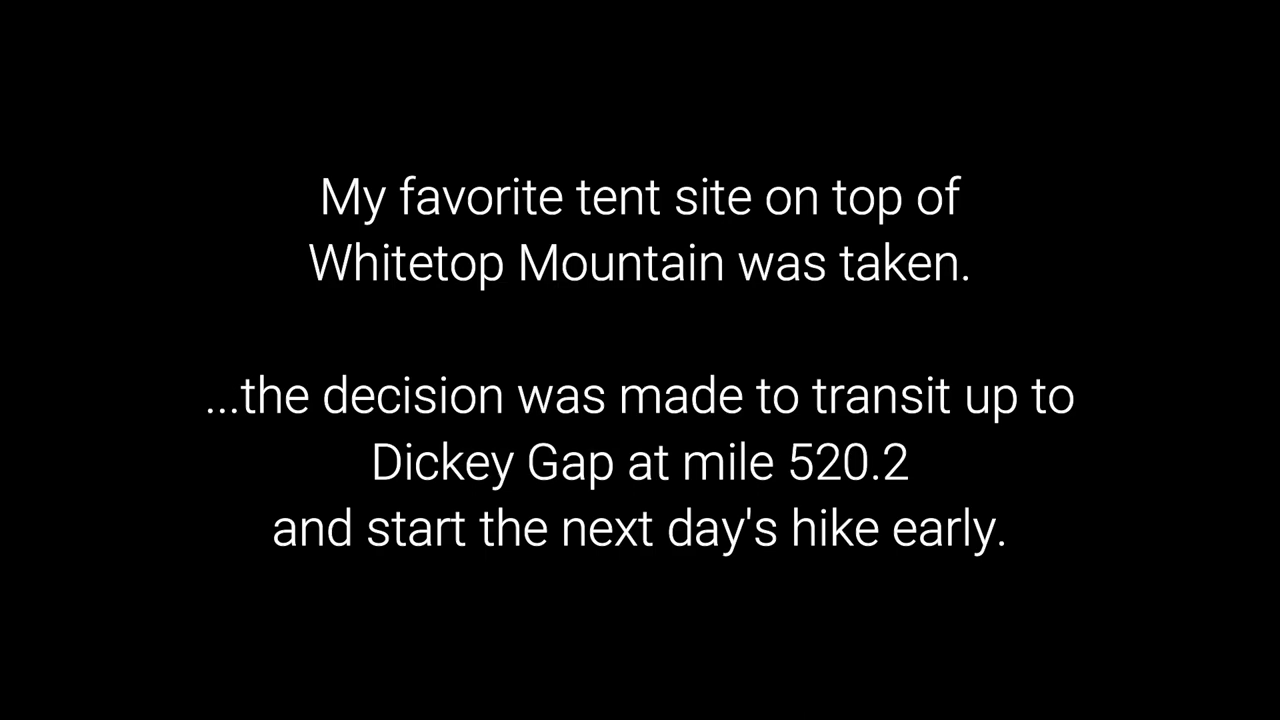 My favorite tent site on top of
Whitetop Mountain was taken.
...the decision was made to transit up to
Dickey Gap at mile 520.2
and start the next day's hike early.